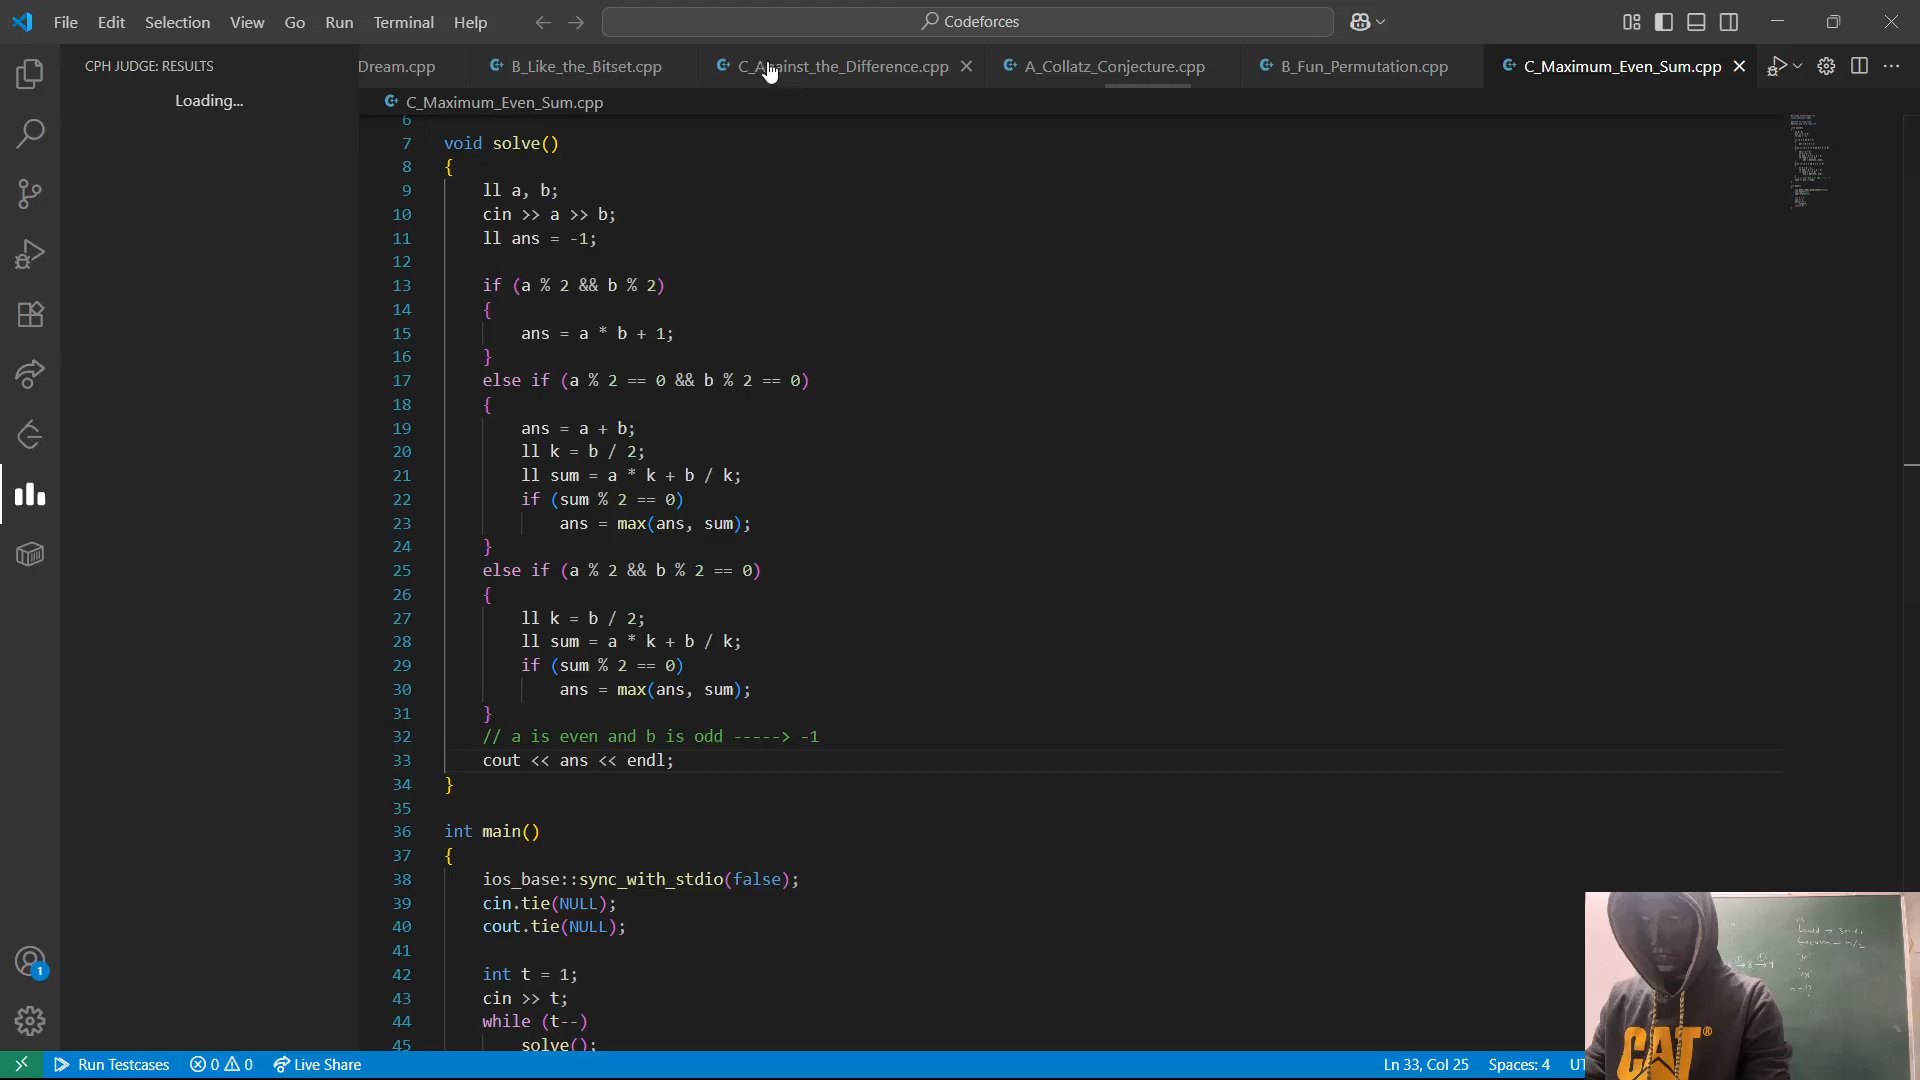 File Edit Selection View Go Run Terminal Help
Codeforces
CPH JUDGE: RESULTS
Loading...
Dream.cpp
B_Like_the_Bitset.cpp
C_Against_the_Difference.cpp
A_Collatz_Conjecture.cpp
B_Fun_Permutation.cpp
C_Maximum_Even_Sum.cpp
C_Maximum_Even_Sum.cpp
6
7 void solve()
8 {
9 ll a, b;
10 cin >> a >> b;
11 ll ans = -1;
12
13 if (a % 2 && b % 2)
14 {
15 ans = a * b + 1;
16 }
17 else if (a % 2 == 0 && b % 2 == 0)
18 {
19 ans = a + b;
20 ll k = b / 2;
21 ll sum = a * k + b / k;
22 if (sum % 2 == 0)
23 ans = max(ans, sum);
24 }
25 else if (a % 2 && b % 2 == 0)
26 {
27 ll k = b / 2;
28 ll sum = a * k + b / k;
29 if (sum % 2 == 0)
30 ans = max(ans, sum);
31 }
32 // a is even and b is odd -----> -1
33 cout << ans << endl;
34 }
35
36 int main()
37 {
38 ios_base::sync_with_stdio(false);
39 cin.tie(NULL);
40 cout.tie(NULL);
41
42 int t = 1;
43 cin >> t;
44 while (t--)
45 solve();
1
Run Testcases 0 0 Live Share
Ln 33, Col 25 Spaces: 4 UT
CAT®